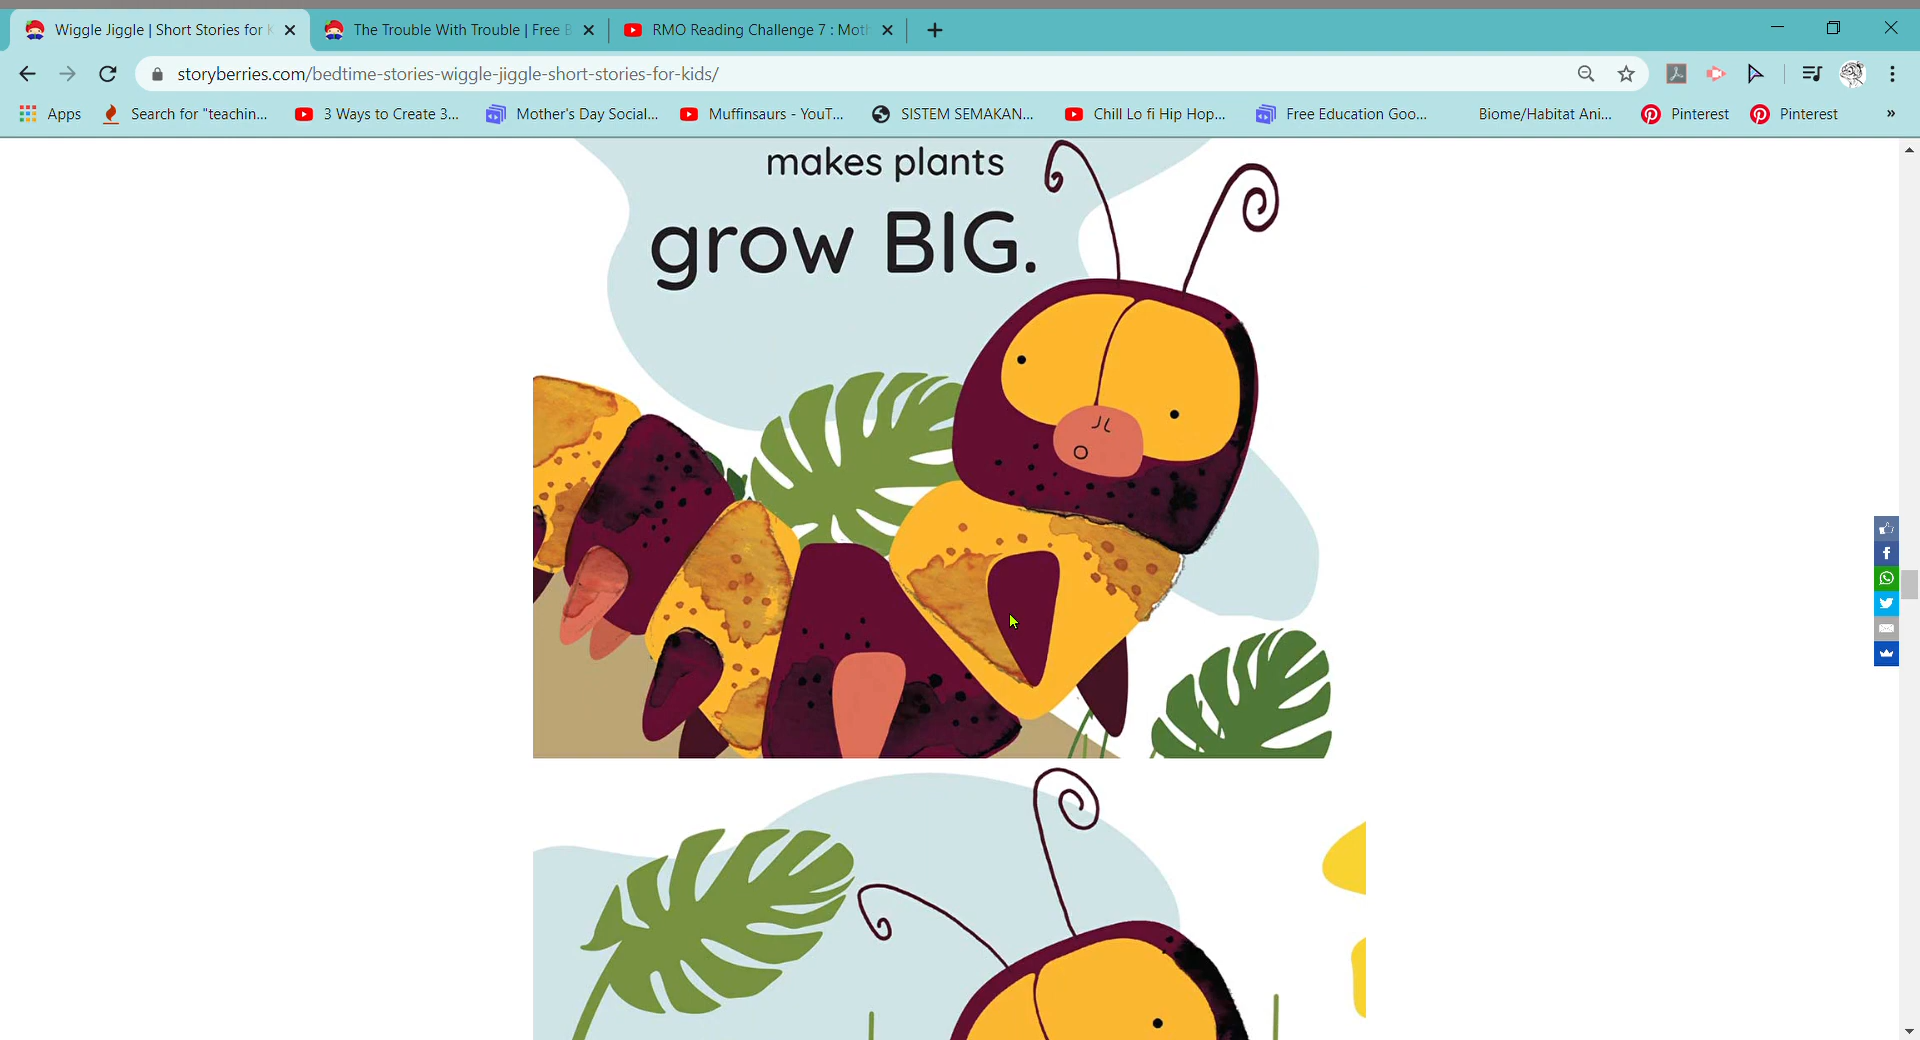 Wiggle Jiggle | Short Stories for K
The Trouble With Trouble | Free B
RMO Reading Challenge 7 : Moth
storyberries.com/bedtime-stories-wiggle-jiggle-short-stories-for-kids/
Apps
Search for "teachin...
3 Ways to Create 3...
Mother's Day Social...
Muffinsaurs - YouT...
SISTEM SEMAKAN...
Chill Lo fi Hip Hop...
Free Education Goo...
Biome/Habitat Ani...
Pinterest
Pinterest
»
makes plants
grow BIG.